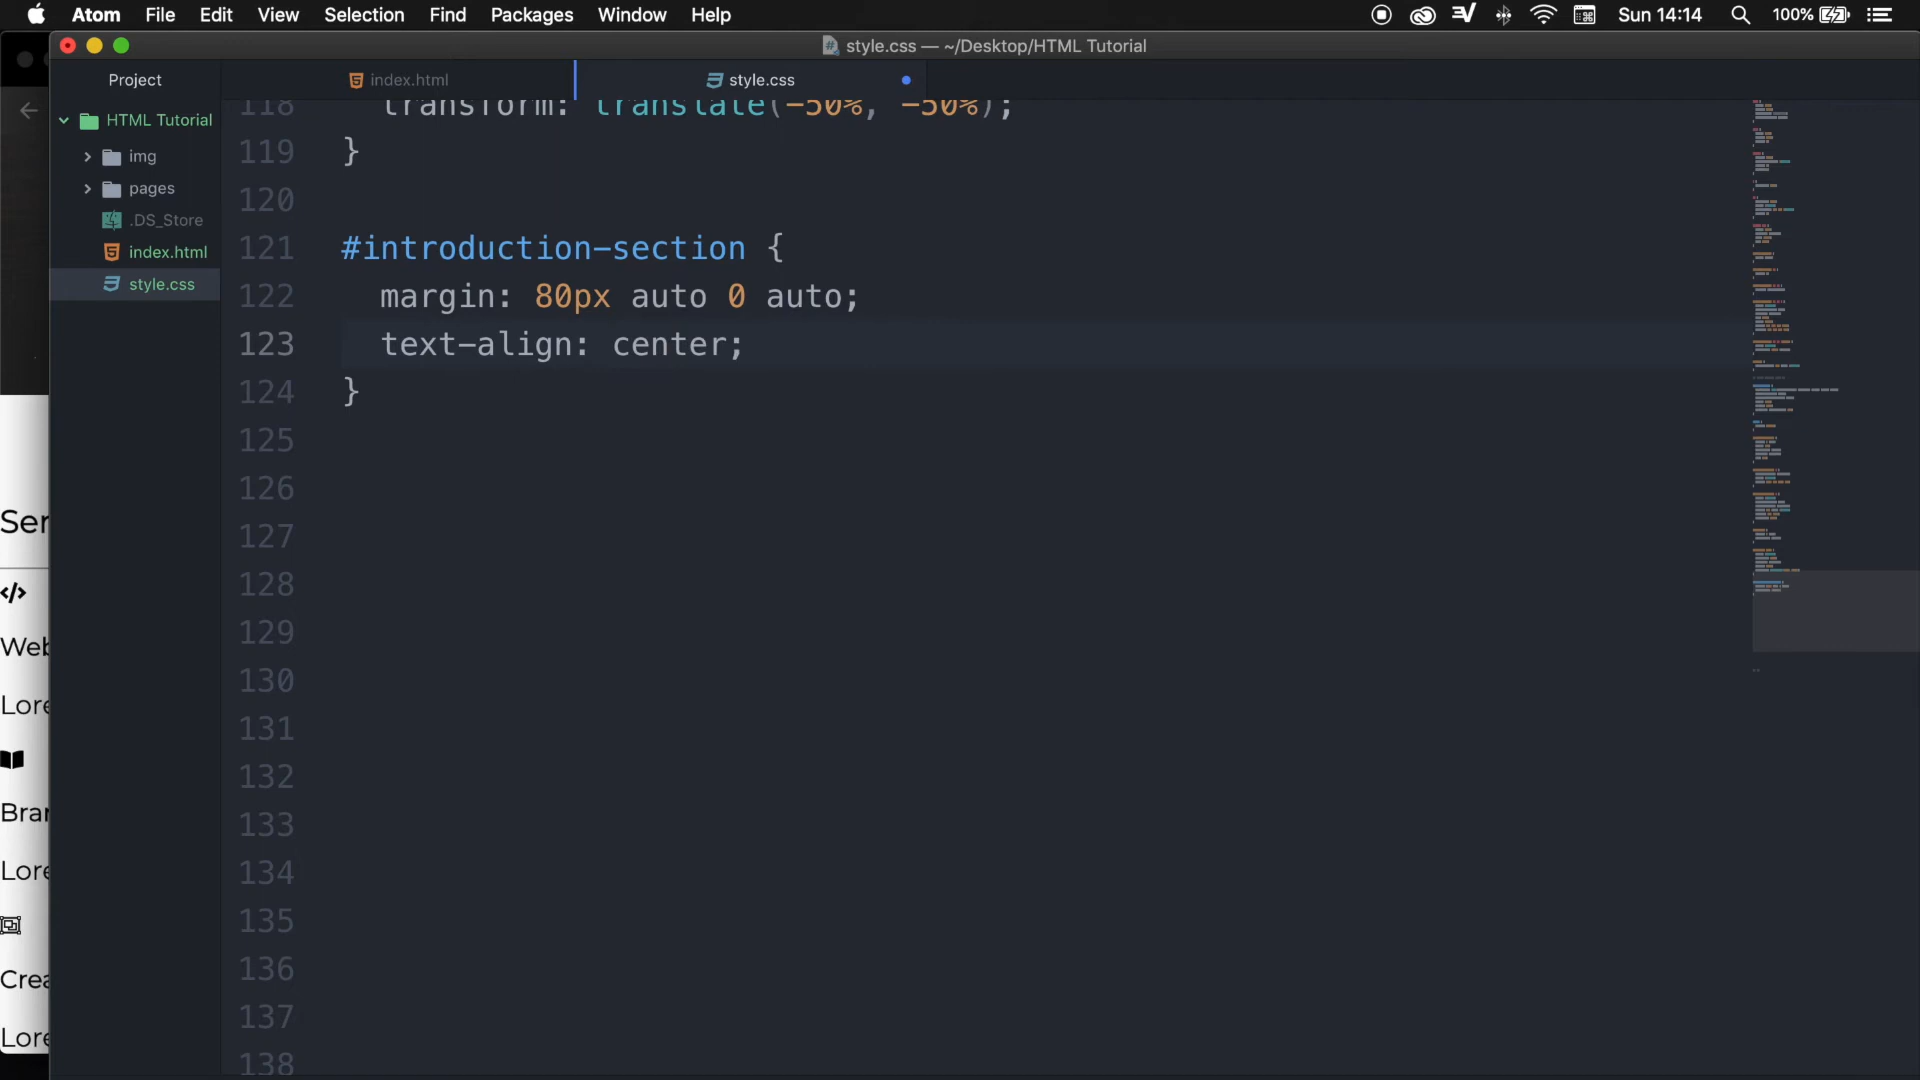 Atom File Edit View Selection Find Packages Window Help Sun 14:14 100%
style.css — ~/Desktop/HTML Tutorial
Project index.html style.css
HTML Tutorial
img
pages
.DS_Store
index.html
style.css
118 transform: translate(-50%, -50%);
119 }
120
121 #introduction-section {
122 margin: 80px auto 0 auto;
123 text-align: center;
124 }
125
126
127
128
129
130
131
132
133
134
135
136
137
138
Ser
</>
Web
Lore
Bran
Lore
Crea
Lore